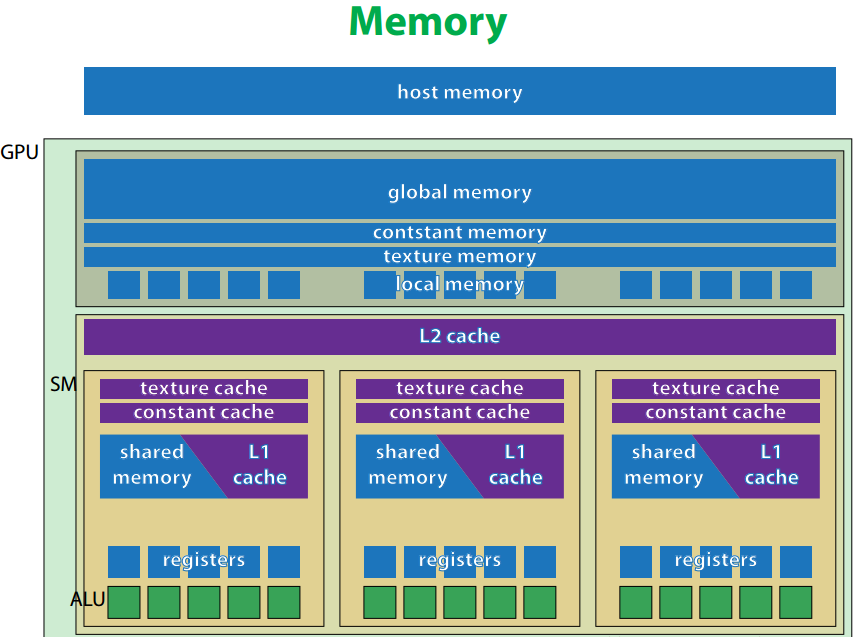 Memory
host memory
GPU
global memory
contstant memory
texture memory
local memory
L2 cache
SM
texture cache
constant cache
shared memory
L1 cache
registers
texture cache
constant cache
shared memory
L1 cache
registers
texture cache
constant cache
shared memory
L1 cache
registers
ALU